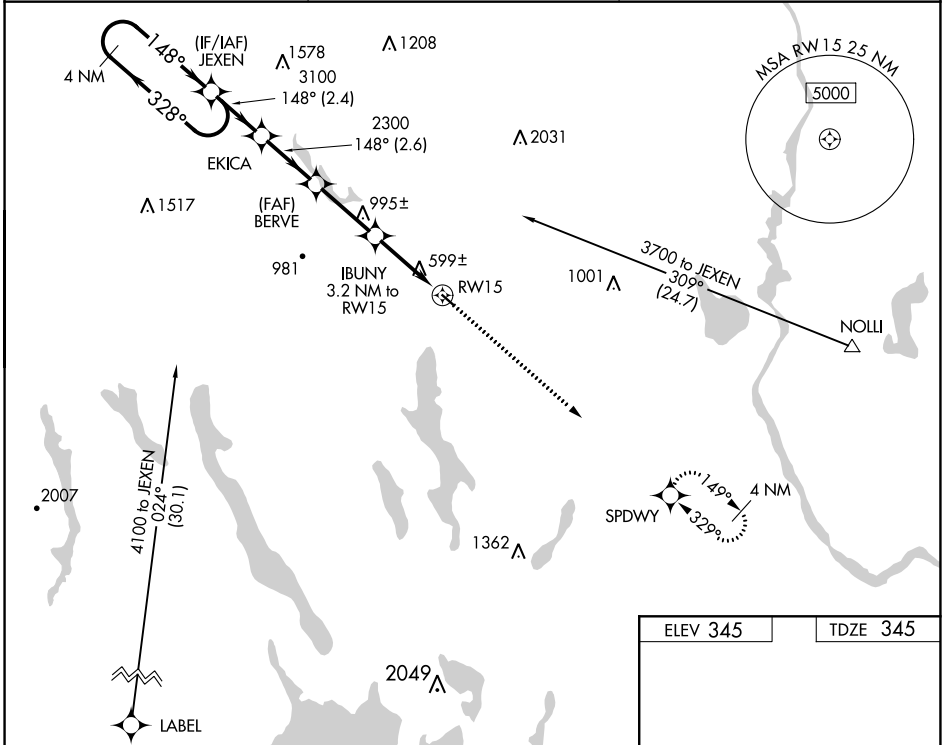 148°
328°
4 NM
(IF/IAF)
JEXEN
1578
1208
3100
148° (2.4)
2300
148° (2.6)
EKICA
2031
MSA RW15 25 NM
5000
1517
(FAF)
BERVE
995±
981
IBUNY
3.2 NM to
RW15
599±
RW15
3700 to JEXEN
309°
(24.7)
1001
NOLLI
4100 to JEXEN
024°
(30.1)
2007
SPDWY
149°
329°
4 NM
1362
2049
LABEL
ELEV 345
TDZE 345